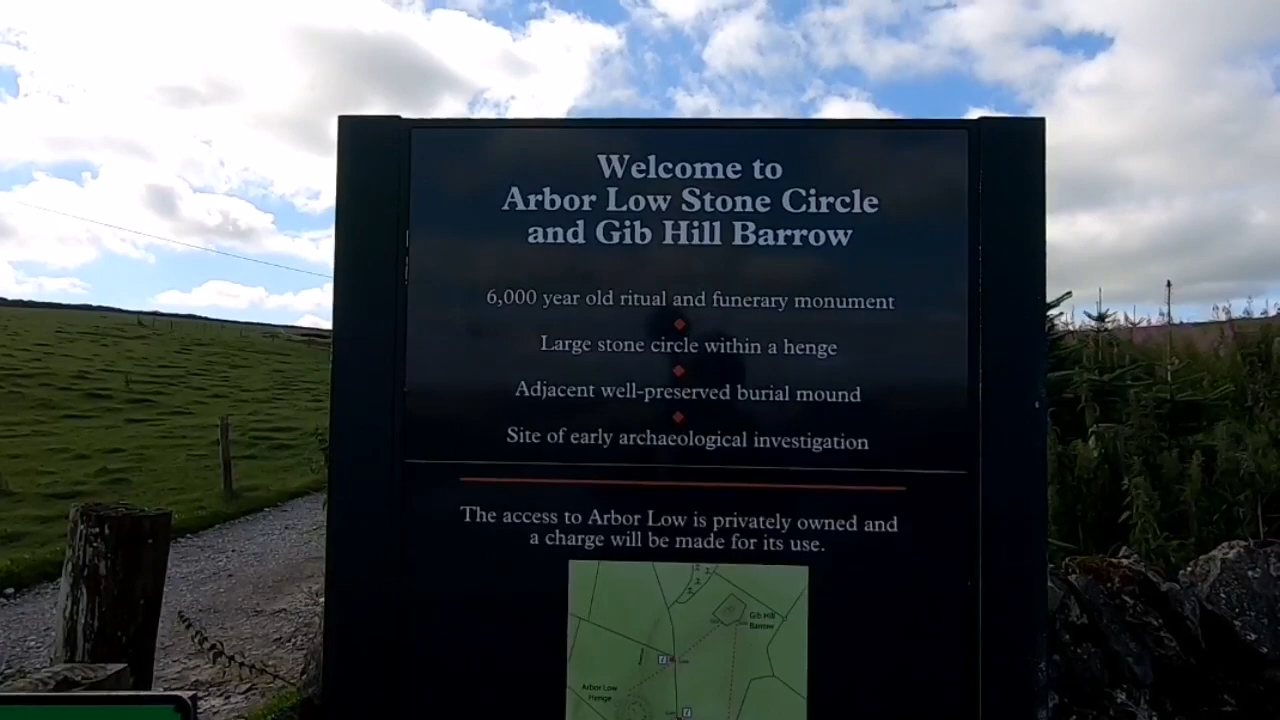 Welcome to
Arbor Low Stone Circle
and Gib Hill Barrow
6,000 year old ritual and funerary monument
Large stone circle within a henge
Adjacent well-preserved burial mound
Site of early archaeological investigation
The access to Arbor Low is privately owned and
a charge will be made for its use.
Gib Hill
Barrow
Arbor Low
Henge